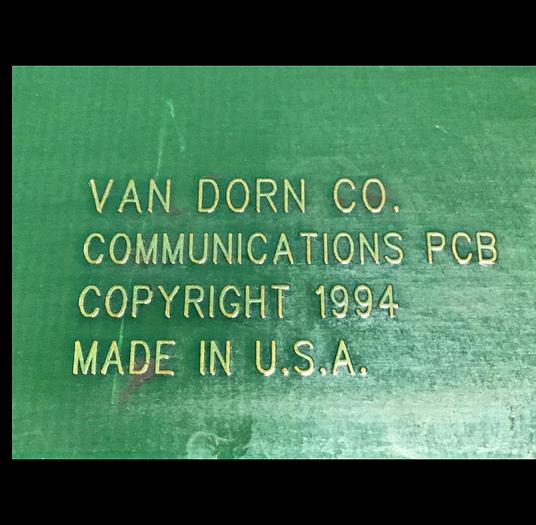 VAN DORN CO.
COMMUNICATIONS PCB
COPYRIGHT 1994
MADE IN U.S.A.